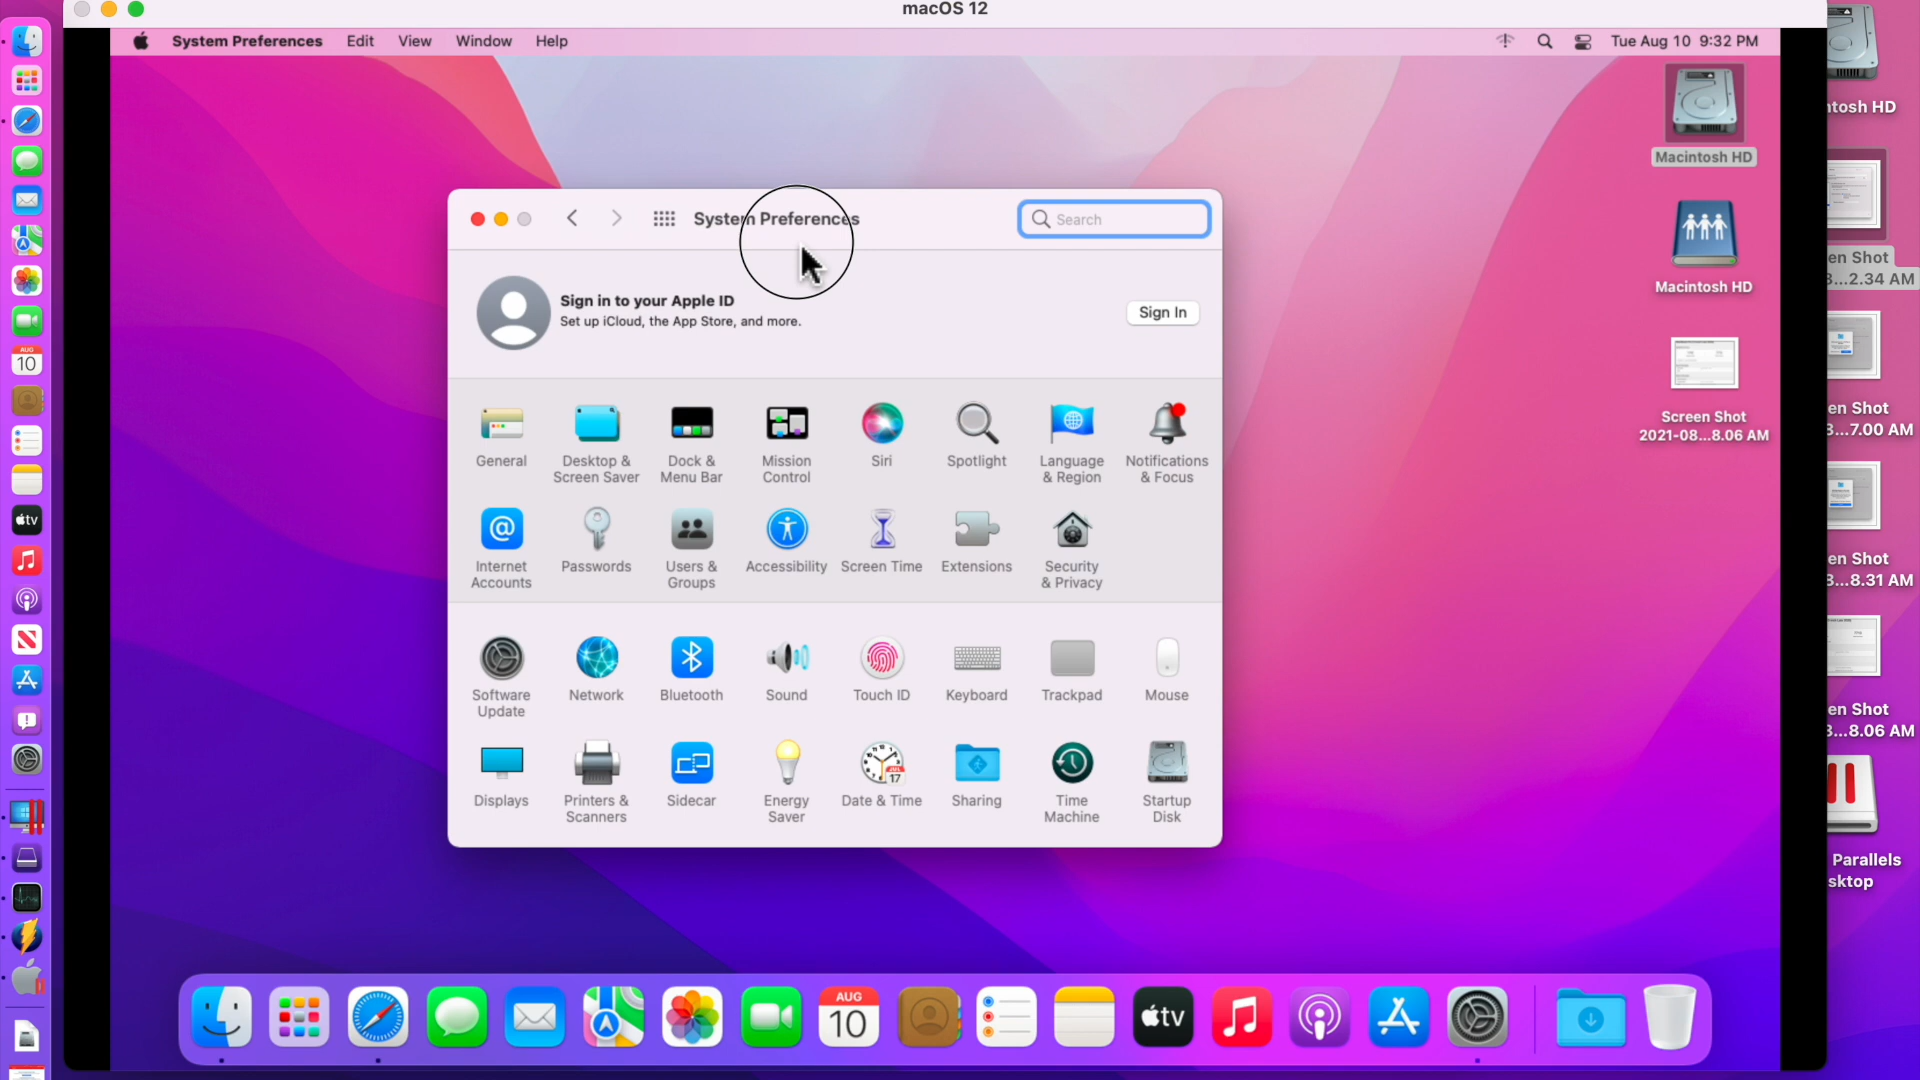 macOS 12
System Preferences Edit View Window Help
Tue Aug 10 9:32 PM
Macintosh HD
Macintosh HD
Screen Shot
2021-08...8.06 AM
System Preferences
Search
Sign in to your Apple ID
Set up iCloud, the App Store, and more.
Sign In
General
Desktop &
Screen Saver
Dock &
Menu Bar
Mission
Control
Siri
Spotlight
Language
& Region
Notifications
& Focus
Internet
Accounts
Passwords
Users &
Groups
Accessibility
Screen Time
Extensions
Security
& Privacy
Software
Update
Network
Bluetooth
Sound
Touch ID
Keyboard
Trackpad
Mouse
Displays
Printers &
Scanners
Sidecar
Energy
Saver
JUL
17
Date & Time
Sharing
Time
Machine
Startup
Disk
AUG
10
tv
AUG
10
tv
ntosh HD
en Shot
3...2.34 AM
en Shot
3...7.00 AM
en Shot
3...8.31 AM
en Shot
3...8.06 AM
Parallels
sktop